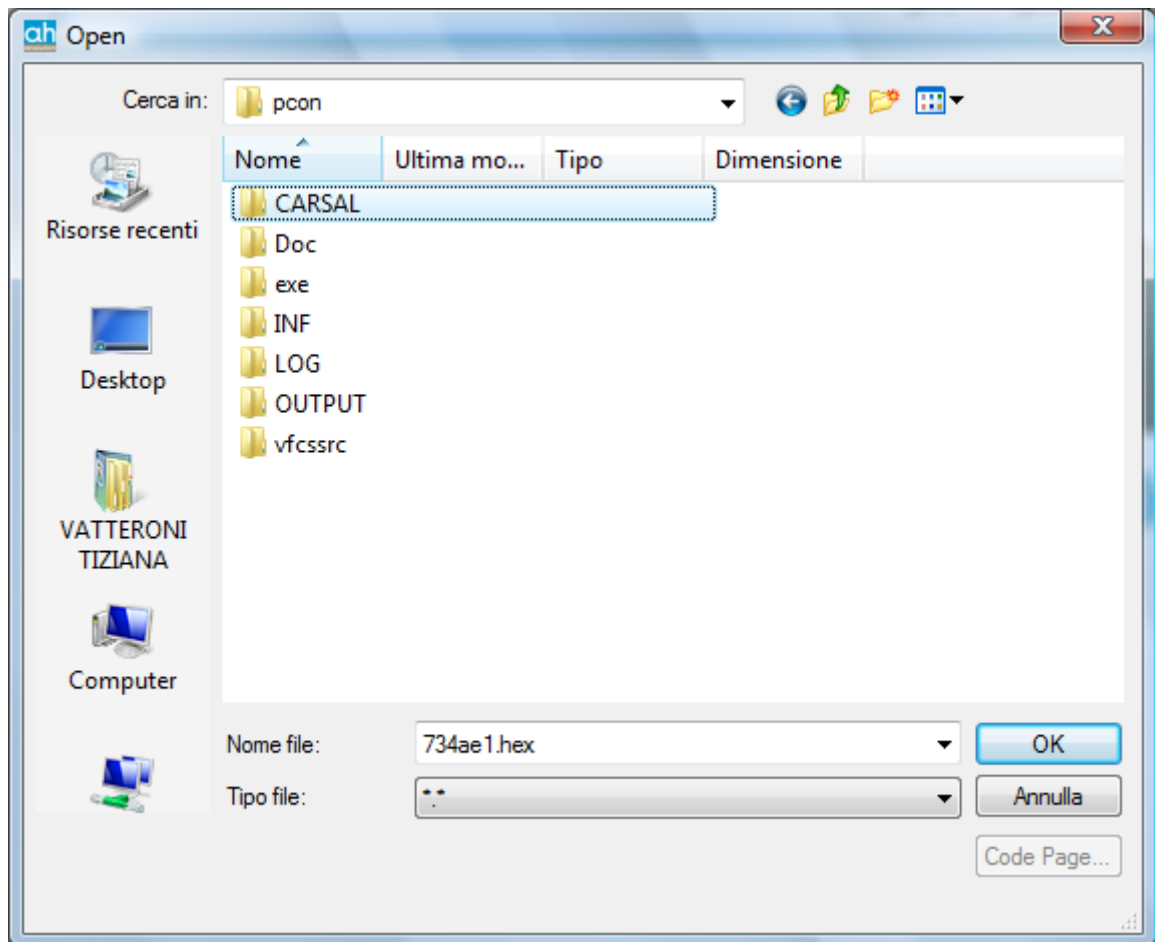 ah Open
Cerca in: pcon
Nome Ultima mo... Tipo Dimensione
CARSAL
Doc
exe
INF
LOG
OUTPUT
vfcssrc
Risorse recenti
Desktop
VATTERONI
TIZIANA
Computer
Nome file: 734ae1.hex OK
Tipo file: *.* Annulla
Code Page...